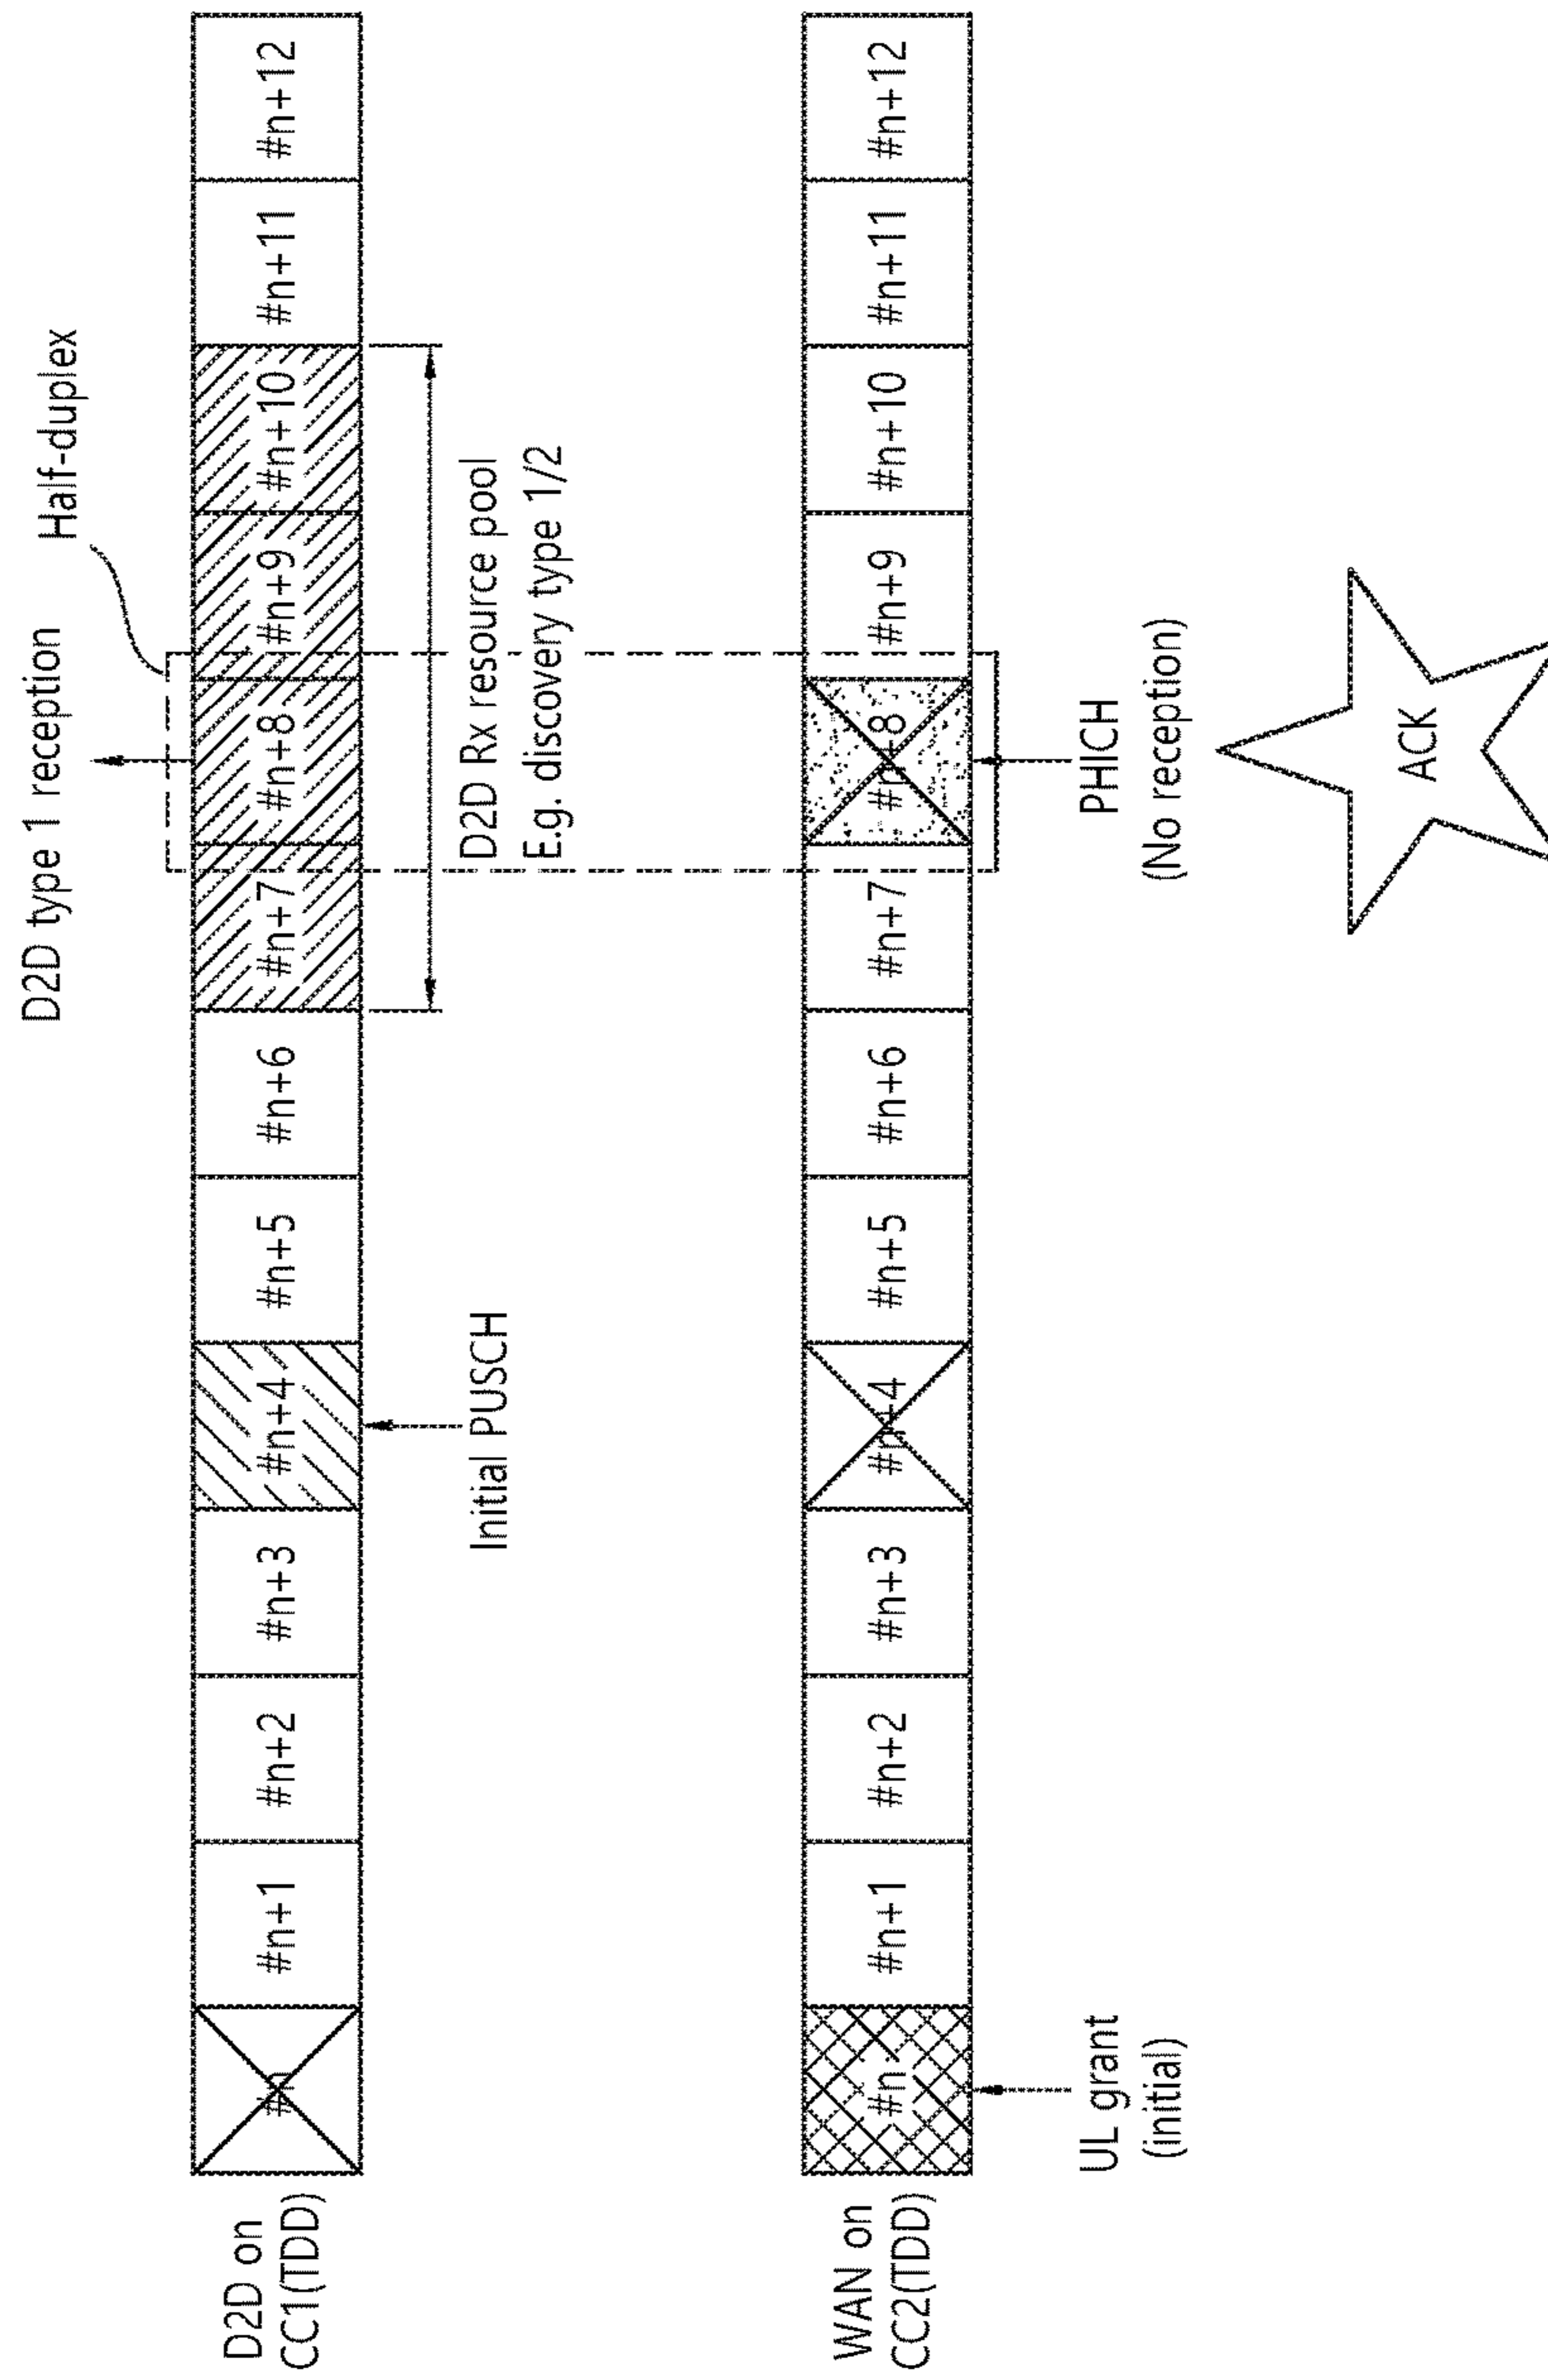 D2D type 1 reception
Half-duplex
D2D on
CC1(TDD)
#n
#n+1
#n+2
#n+3
#n+4
#n+5
#n+6
#n+7
#n+8
#n+9
#n+10
#n+11
#n+12
Initial PUSCH
D2D Rx resource pool
E.g. discovery type 1/2
WAN on
CC2(TDD)
#n
#n+1
#n+2
#n+3
#n+4
#n+5
#n+6
#n+7
#n+8
#n+9
#n+10
#n+11
#n+12
UL grant
(initial)
PHICH
(No reception)
ACK